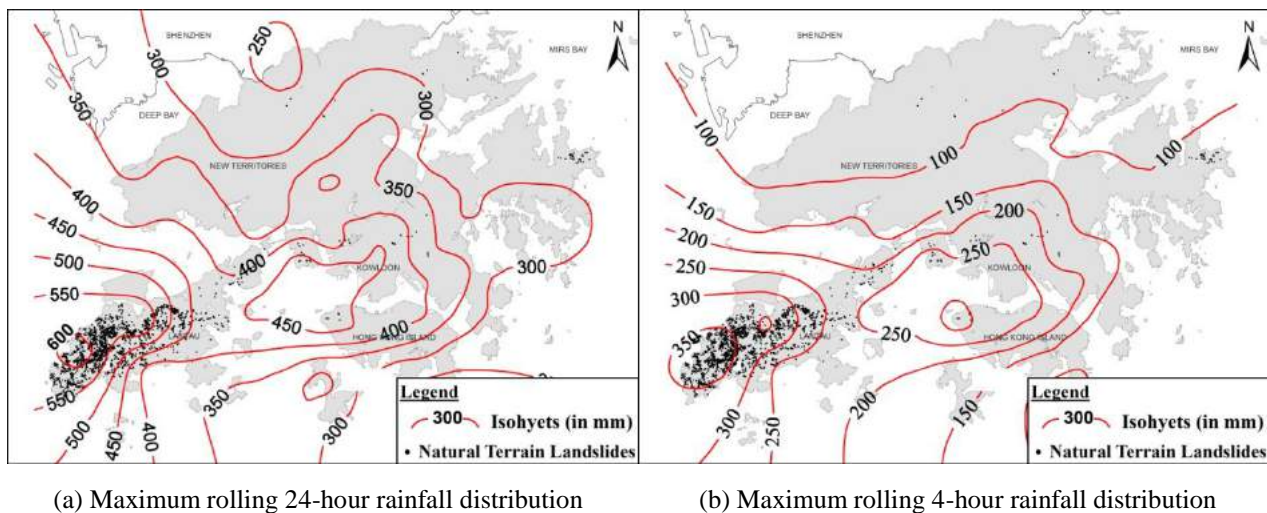 SHENZHEN
MIRS BAY
N
250
300
350
300
DEEP BAY
NEW TERRITORIES
350
400
450
400
500
550
KOWLOON
300
600
LANTAU
450
400
HONG KONG ISLAND
550
350
500
450
400
300
Legend
300 Isohyets (in mm)
• Natural Terrain Landslides
SHENZHEN
MIRS BAY
N
100
DEEP BAY
NEW TERRITORIES
100
100
150
150
200
200
250
250
KOWLOON
300
350
LANTAU
250
HONG KONG ISLAND
300
250
200
150
Legend
300 Isohyets (in mm)
• Natural Terrain Landslides
(a) Maximum rolling 24-hour rainfall distribution
(b) Maximum rolling 4-hour rainfall distribution